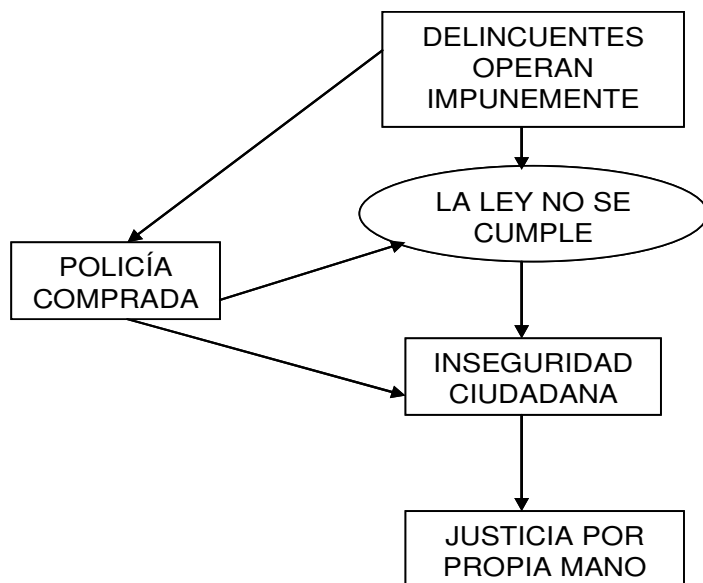 DELINCUENTES
OPERAN
IMPUNEMENTE
LA LEY NO SE
CUMPLE
POLICÍA
COMPRADA
INSEGURIDAD
CIUDADANA
JUSTICIA POR
PROPIA MANO